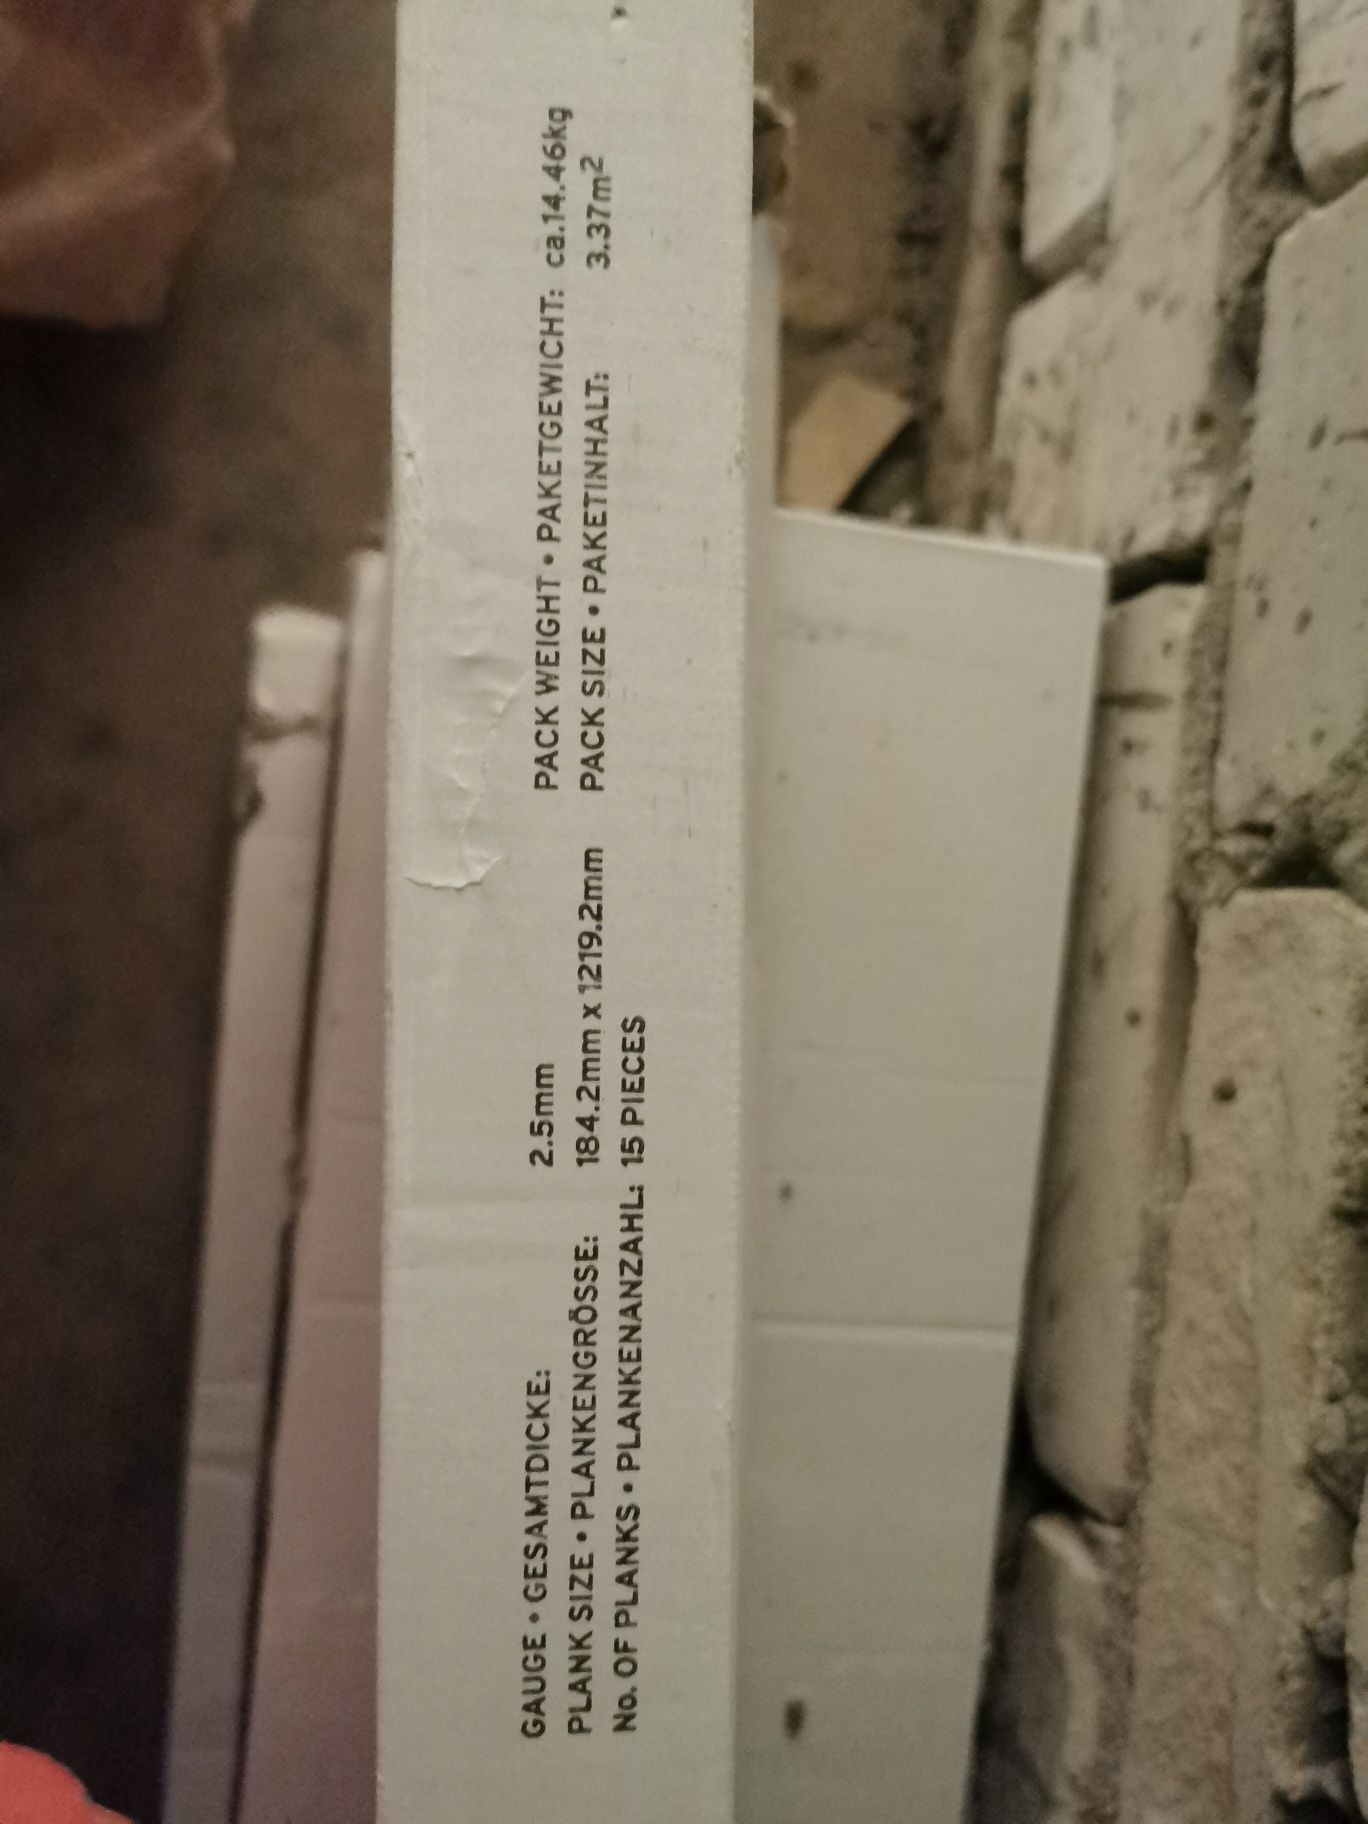 GAUGE • GESAMTDICKE: 2.5mm
PLANK SIZE • PLANKENGRÖSSE: 184.2mm x 1219.2mm
No. OF PLANKS • PLANKENANZAHL: 15 PIECES
PACK WEIGHT • PAKETGEWICHT: ca.14.46kg
PACK SIZE • PAKETINHALT: 3.37m²